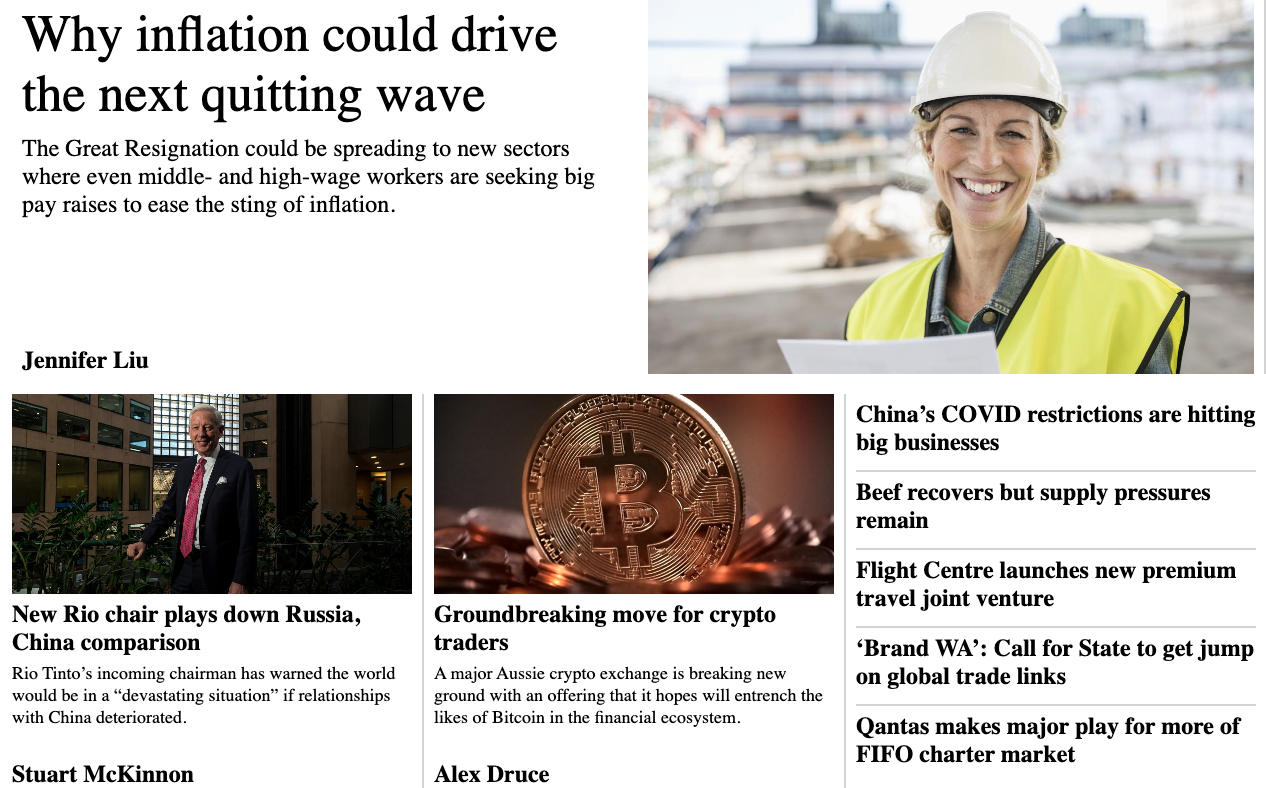 Why inflation could drive
the next quitting wave
The Great Resignation could be spreading to new sectors
where even middle- and high-wage workers are seeking big
pay raises to ease the sting of inflation.
Jennifer Liu
New Rio chair plays down Russia,
China comparison
Rio Tinto’s incoming chairman has warned the world
would be in a “devastating situation” if relationships
with China deteriorated.
Stuart McKinnon
Groundbreaking move for crypto
traders
A major Aussie crypto exchange is breaking new
ground with an offering that it hopes will entrench the
likes of Bitcoin in the financial ecosystem.
Alex Druce
China’s COVID restrictions are hitting
big businesses
Beef recovers but supply pressures
remain
Flight Centre launches new premium
travel joint venture
‘Brand WA’: Call for State to get jump
on global trade links
Qantas makes major play for more of
FIFO charter market